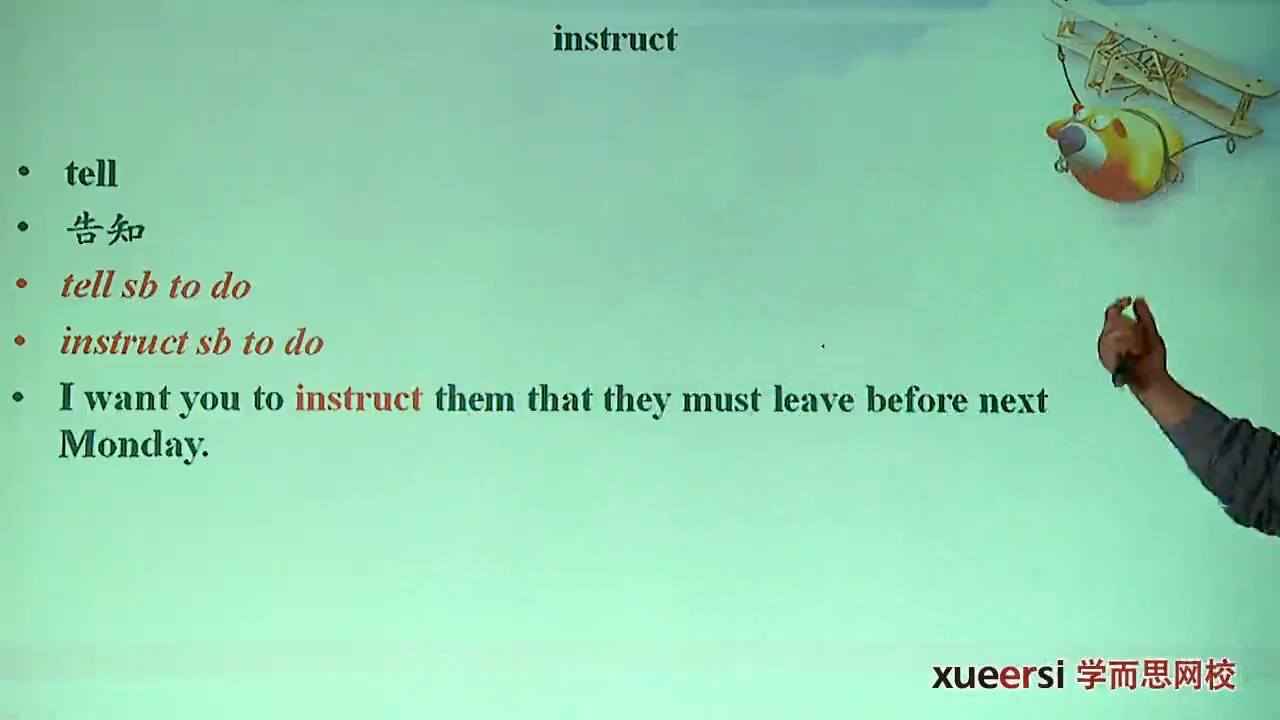 instruct
• tell
• 告知
• tell sb to do
• instruct sb to do
• I want you to instruct them that they must leave before next
Monday.
xueersi 学而思网校